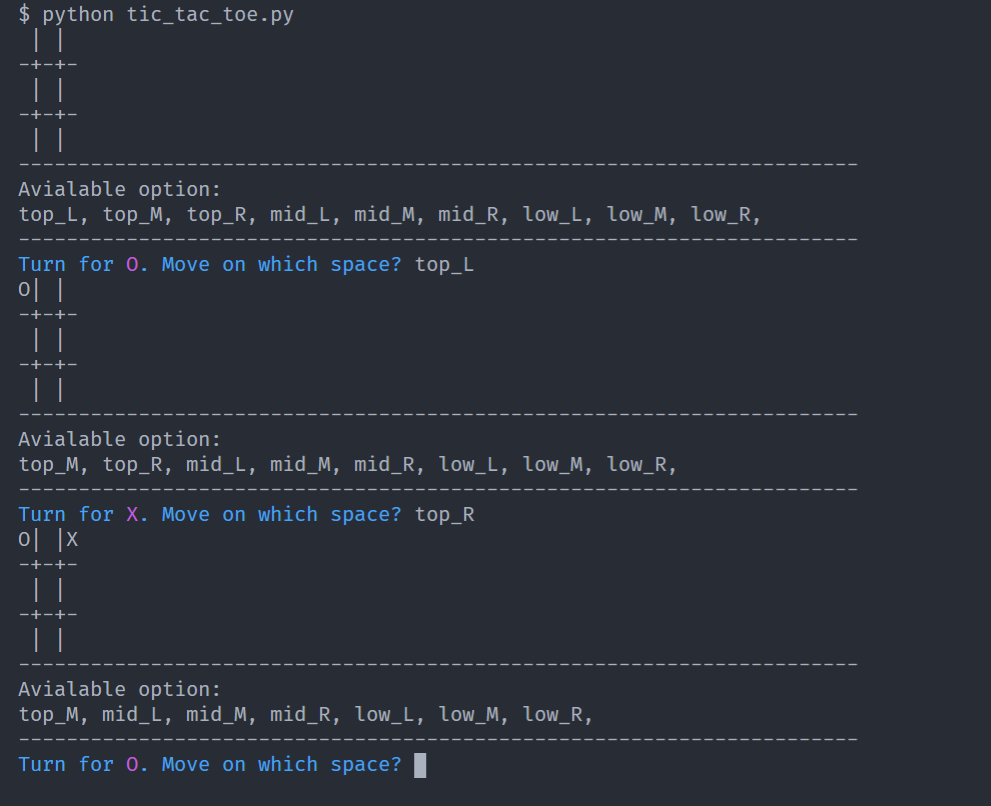 $ python tic_tac_toe.py
 | |
-+-+-
 | |
-+-+-
 | |
----------------------------------------------------------------------
Avialable option:
top_L, top_M, top_R, mid_L, mid_M, mid_R, low_L, low_M, low_R,
----------------------------------------------------------------------
Turn for O. Move on which space? top_L
O| |
-+-+-
 | |
-+-+-
 | |
----------------------------------------------------------------------
Avialable option:
top_M, top_R, mid_L, mid_M, mid_R, low_L, low_M, low_R,
----------------------------------------------------------------------
Turn for X. Move on which space? top_R
O| |X
-+-+-
 | |
-+-+-
 | |
----------------------------------------------------------------------
Avialable option:
top_M, mid_L, mid_M, mid_R, low_L, low_M, low_R,
----------------------------------------------------------------------
Turn for O. Move on which space?